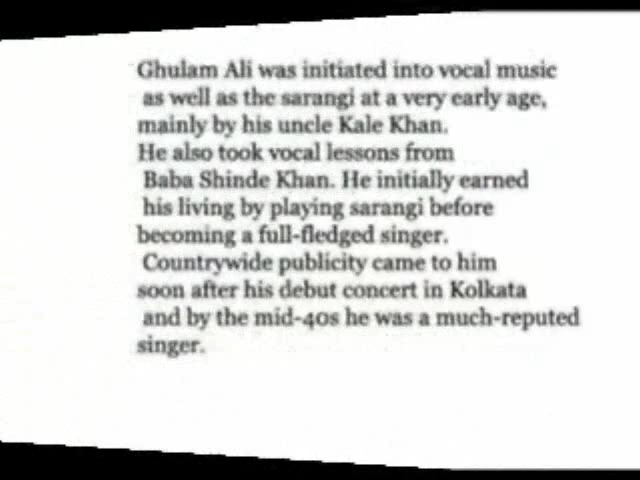 Ghulam Ali was initiated into vocal music
as well as the sarangi at a very early age,
mainly by his uncle Kale Khan.
He also took vocal lessons from
Baba Shinde Khan. He initially earned
his living by playing sarangi before
becoming a full-fledged singer.
Countrywide publicity came to him
soon after his debut concert in Kolkata
and by the mid-40s he was a much-reputed
singer.